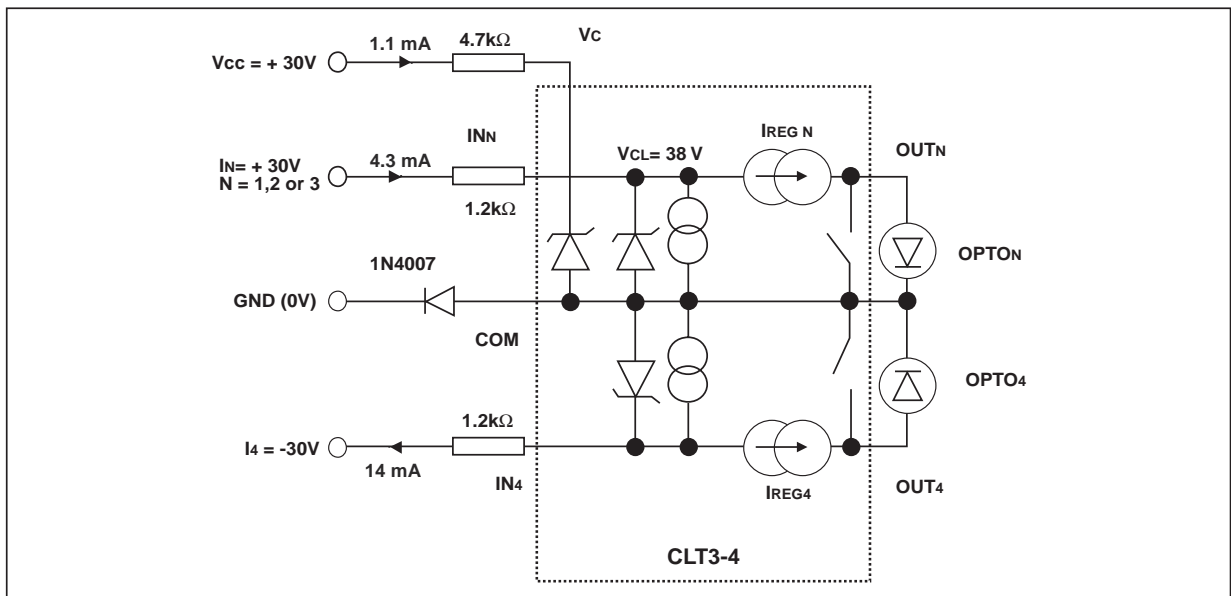 Vcc = + 30V
1.1 mA
4.7kΩ
Vc
IN= + 30V
N = 1,2 or 3
4.3 mA
INN
1.2kΩ
VCL= 38 V
IREG N
OUTN
OPTON
1N4007
GND (0V)
COM
OPTO4
I4 = -30V
14 mA
1.2kΩ
IN4
IREG4
OUT4
CLT3-4